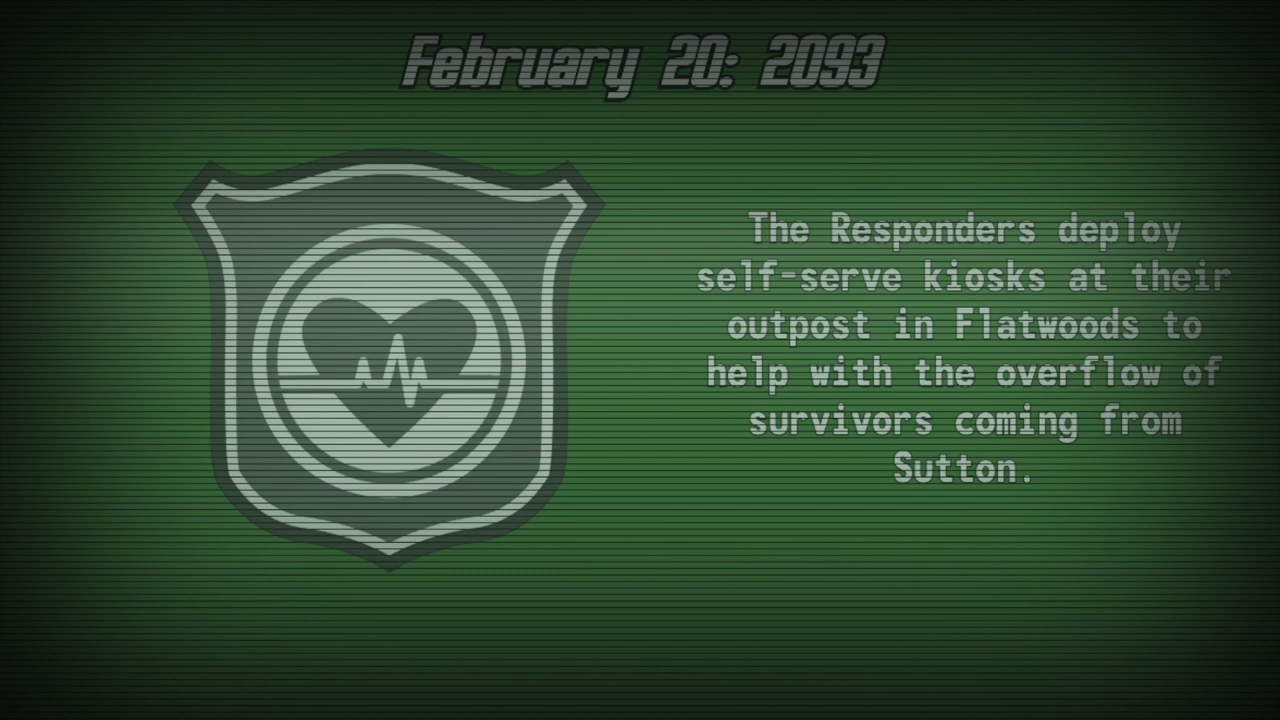 February 20: 2093
The Responders deploy
self-serve kiosks at their
outpost in Flatwoods to
help with the overflow of
survivors coming from
Sutton.